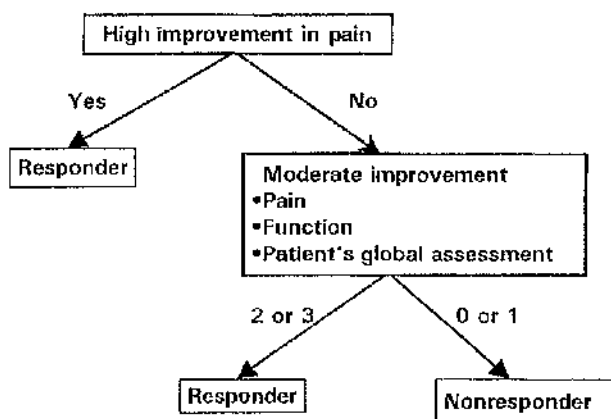 High improvement in pain
Yes
No
Responder
Moderate improvement
•Pain
•Function
•Patient's global assessment
2 or 3
0 or 1
Responder
Nonresponder